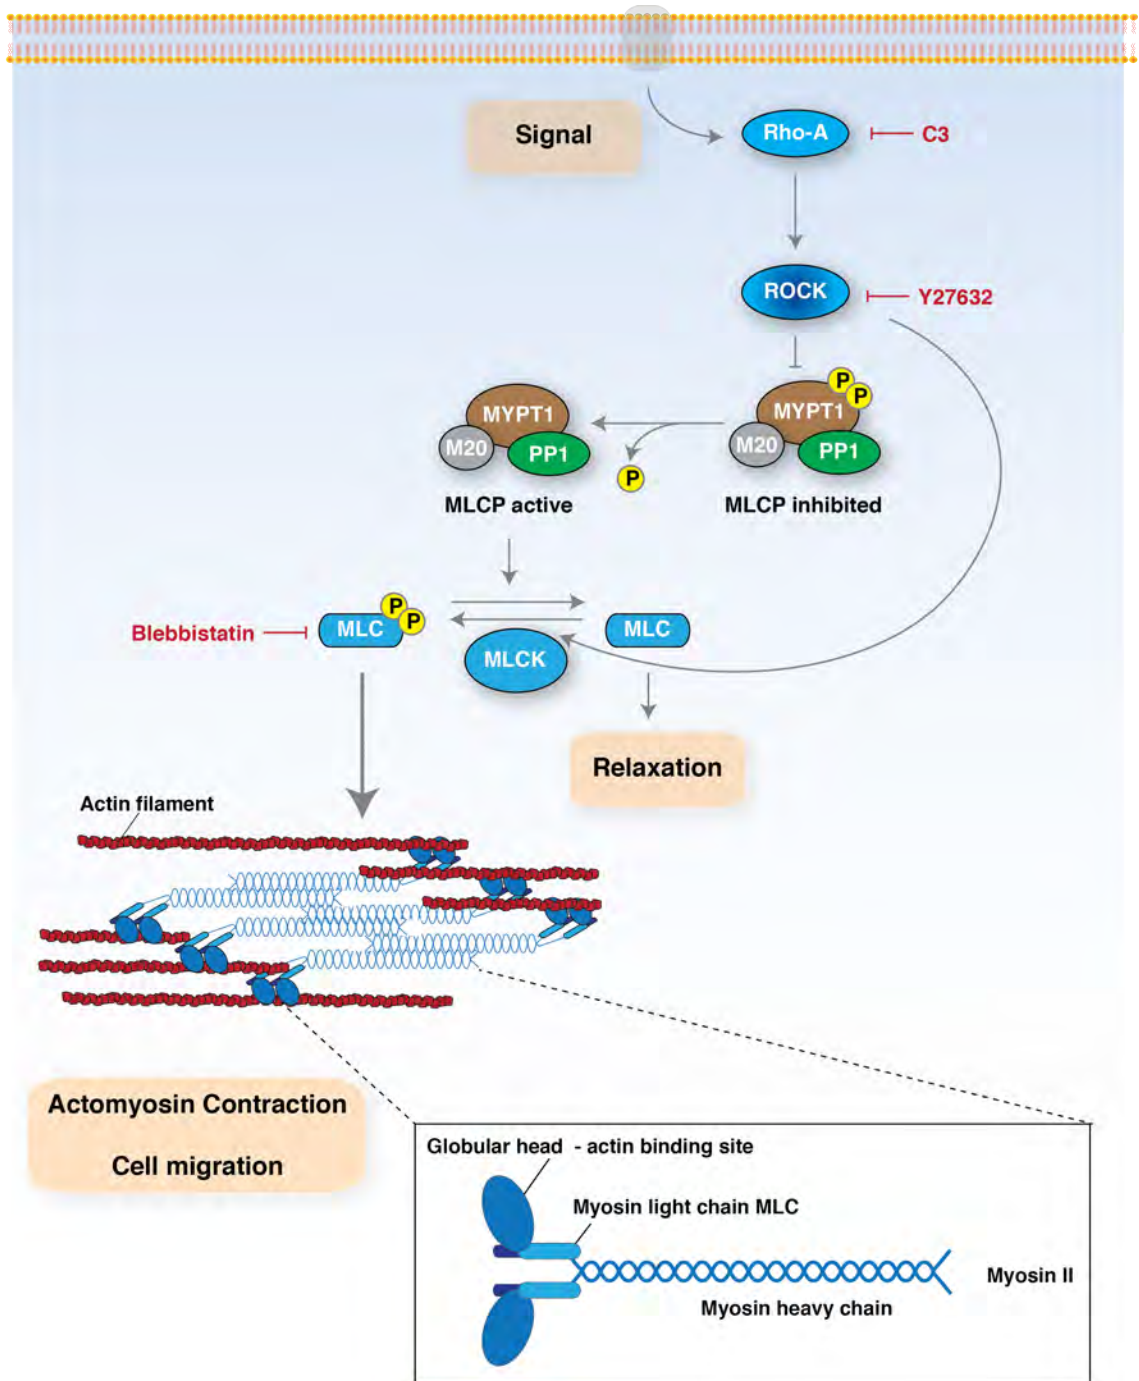 Signal
Rho-A
C3
ROCK
Y27632
P
P
MYPT1
MYPT1
M20
PP1
M20
PP1
P
MLCP active
MLCP inhibited
P
P
Blebbistatin
MLC
MLC
MLCK
Relaxation
Actin filament
Actomyosin Contraction
Cell migration
Globular head - actin binding site
Myosin light chain MLC
Myosin II
Myosin heavy chain